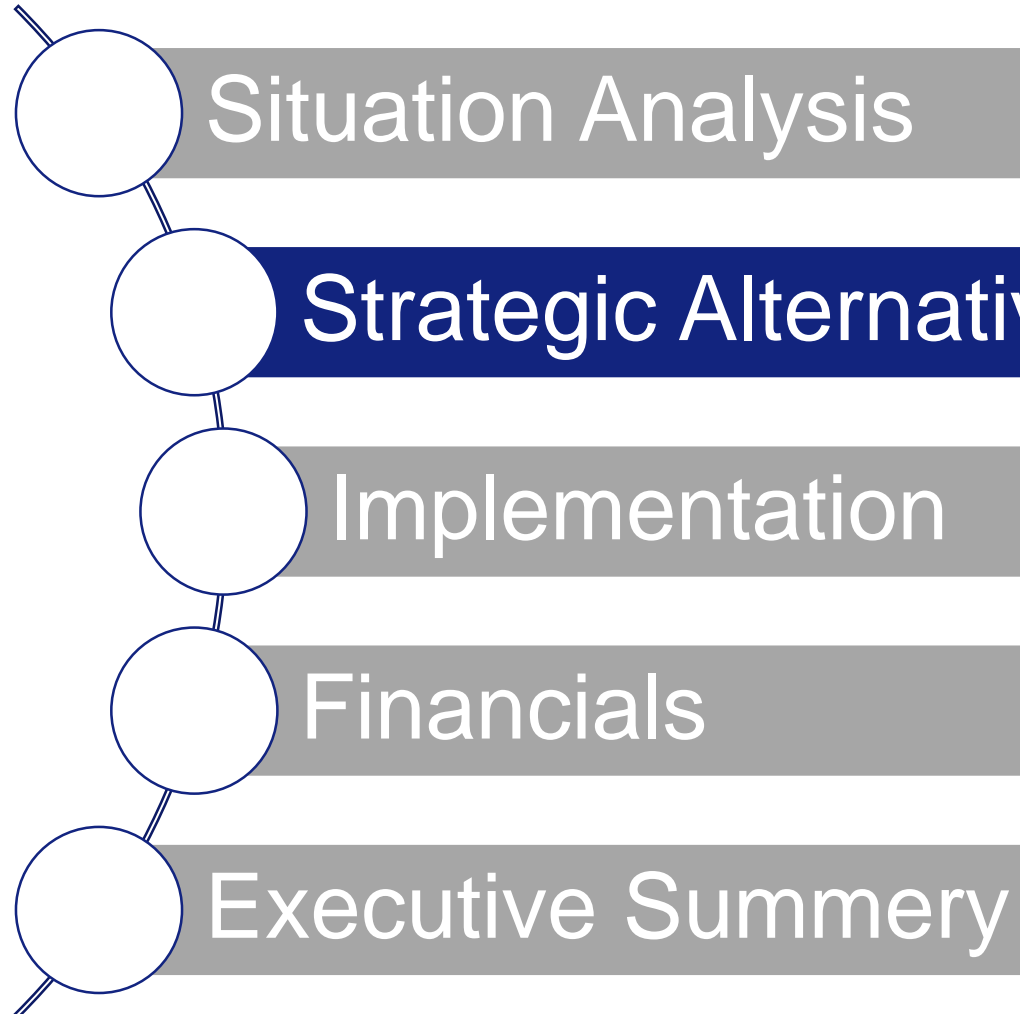 Situation Analysis
Strategic Alternativ
Implementation
Financials
Executive Summery